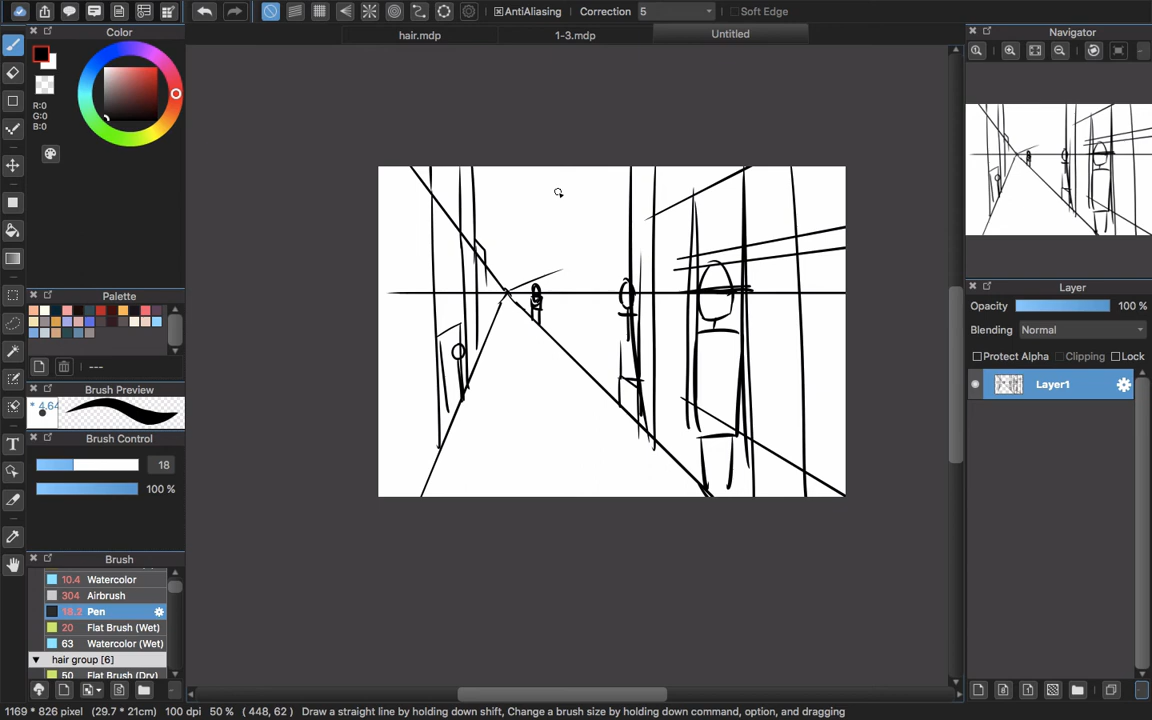 AntiAliasing Correction 5 Soft Edge
hair.mdp 1-3.mdp Untitled
Color
R:0
G:0
B:0
Palette
---
Brush Preview
* 4.64
Brush Control
18
100 %
Brush
10.4 Watercolor
304 Airbrush
18.2 Pen
20 Flat Brush (Wet)
63 Watercolor (Wet)
hair group [6]
50 Flat Brush (Dry)
Navigator
Layer
Opacity 100 %
Blending Normal
Protect Alpha Clipping Lock
Layer1
1169 * 826 pixel (29.7 * 21cm) 100 dpi 50 % ( 448, 62 ) Draw a straight line by holding down shift, Change a brush size by holding down command, option, and dragging